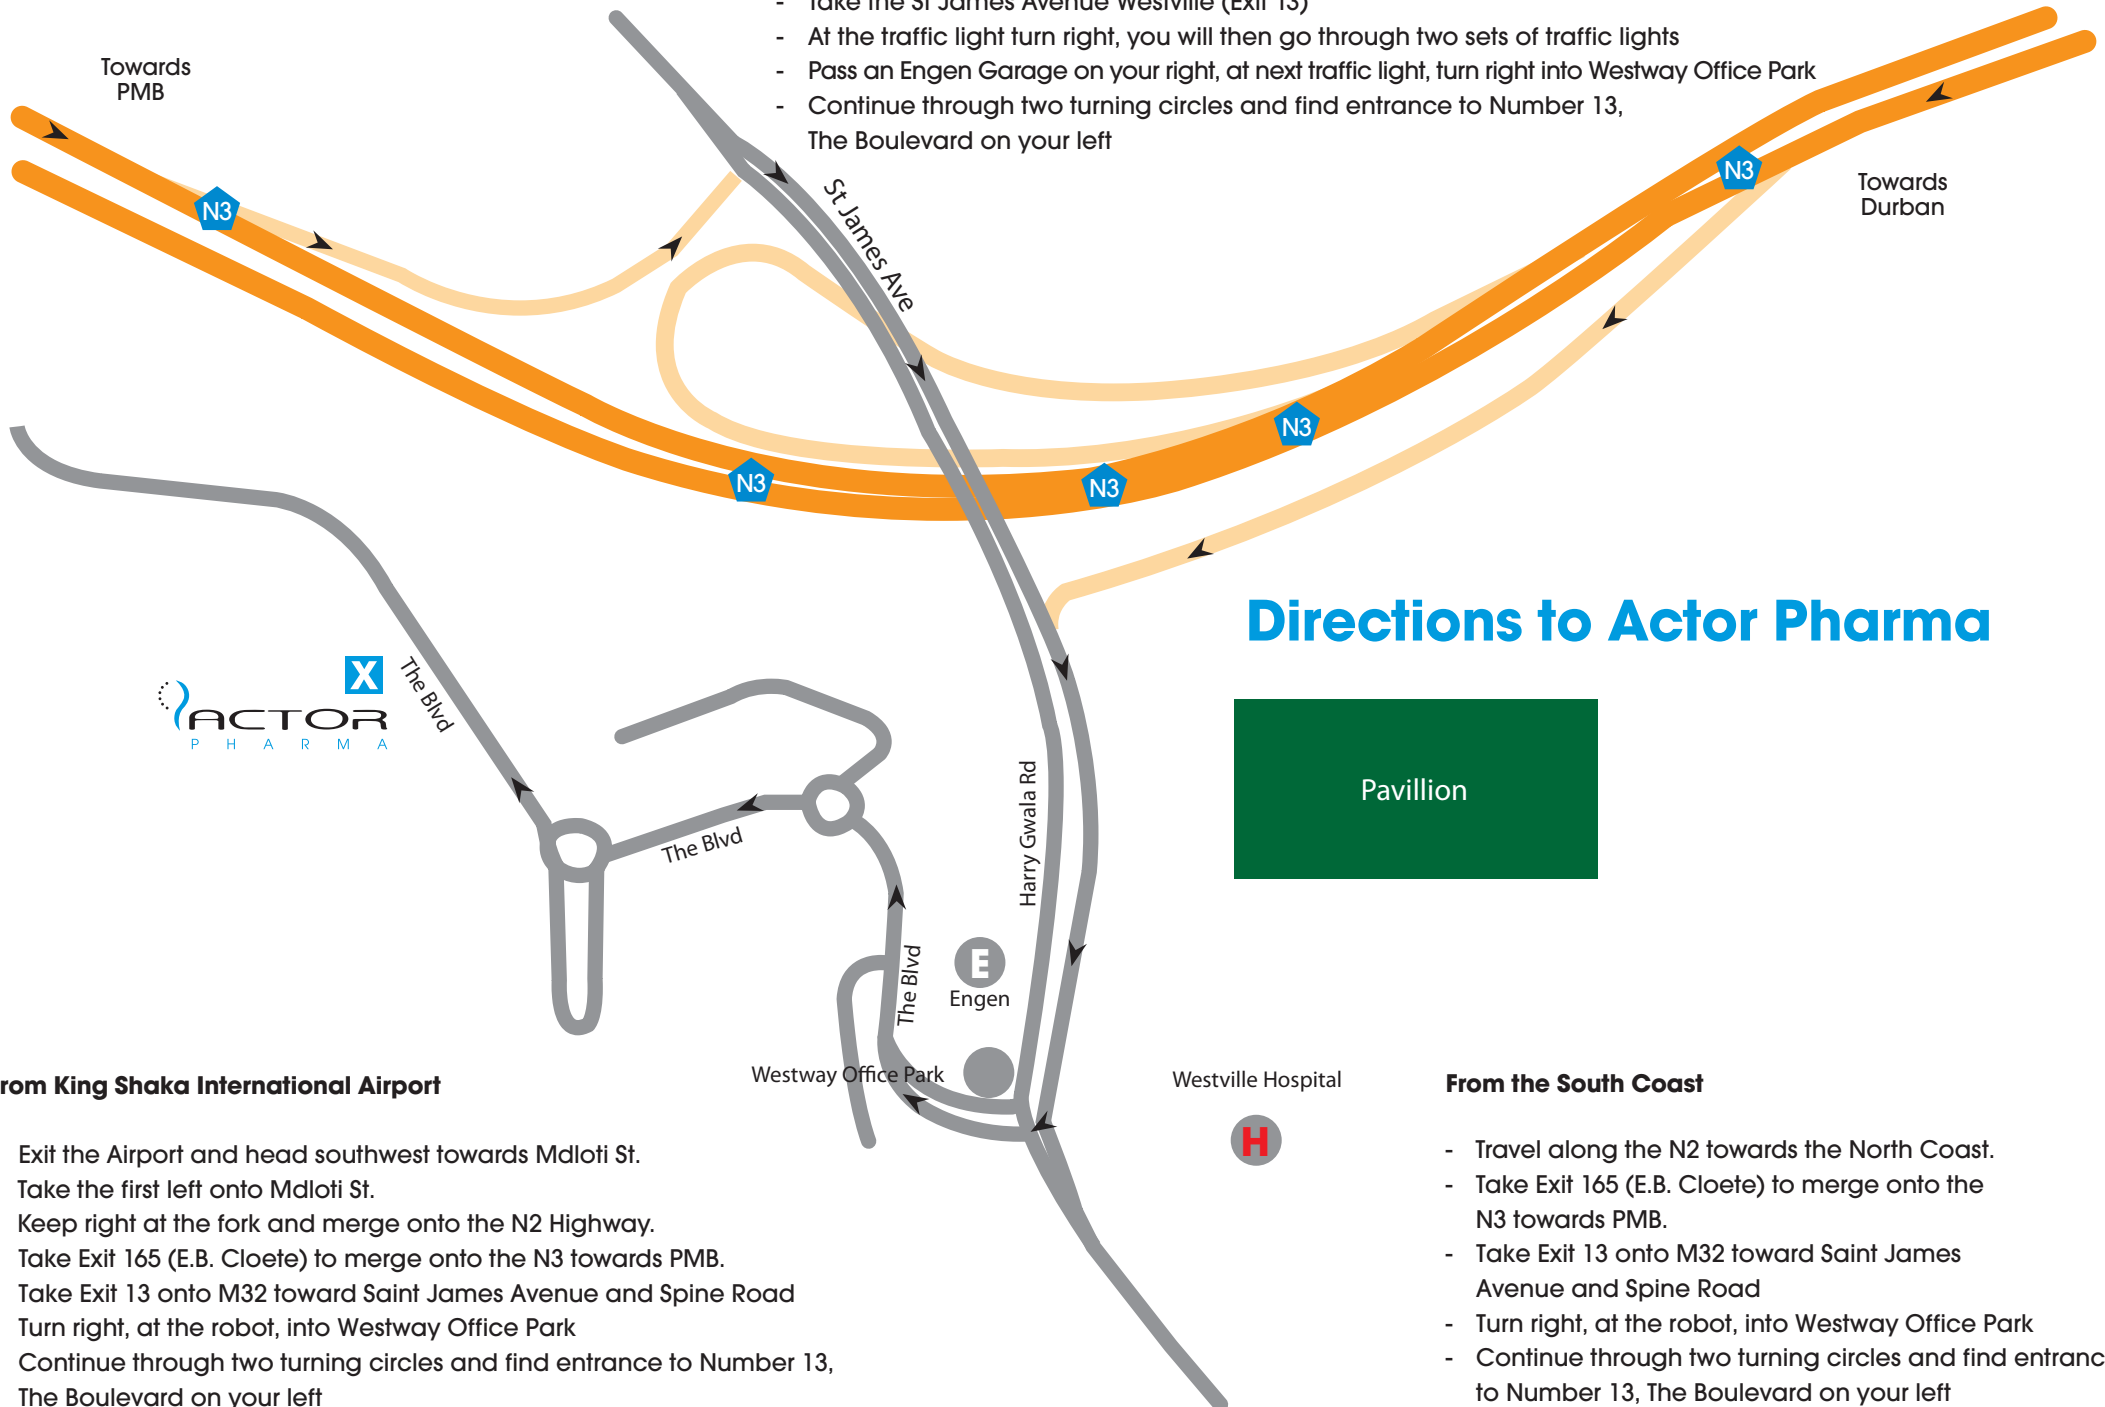 - Take the St James Avenue Westville (Exit 13)
- At the traffic light turn right, you will then go through two sets of traffic lights
- Pass an Engen Garage on your right, at next traffic light, turn right into Westway Office Park
- Continue through two turning circles and find entrance to Number 13,
The Boulevard on your left
Towards
PMB
Towards
Durban
N3
N3
N3
N3
N3
St James Ave
Directions to Actor Pharma
Pavillion
X
ACTOR
PHARMA
The Blvd
The Blvd
The Blvd
Harry Gwala Rd
E
Engen
Westway Office Park
Westville Hospital
H
rom King Shaka International Airport
Exit the Airport and head southwest towards Mdloti St.
Take the first left onto Mdloti St.
Keep right at the fork and merge onto the N2 Highway.
Take Exit 165 (E.B. Cloete) to merge onto the N3 towards PMB.
Take Exit 13 onto M32 toward Saint James Avenue and Spine Road
Turn right, at the robot, into Westway Office Park
Continue through two turning circles and find entrance to Number 13,
The Boulevard on your left
From the South Coast
- Travel along the N2 towards the North Coast.
- Take Exit 165 (E.B. Cloete) to merge onto the
N3 towards PMB.
- Take Exit 13 onto M32 toward Saint James
Avenue and Spine Road
- Turn right, at the robot, into Westway Office Park
- Continue through two turning circles and find entranc
to Number 13, The Boulevard on your left